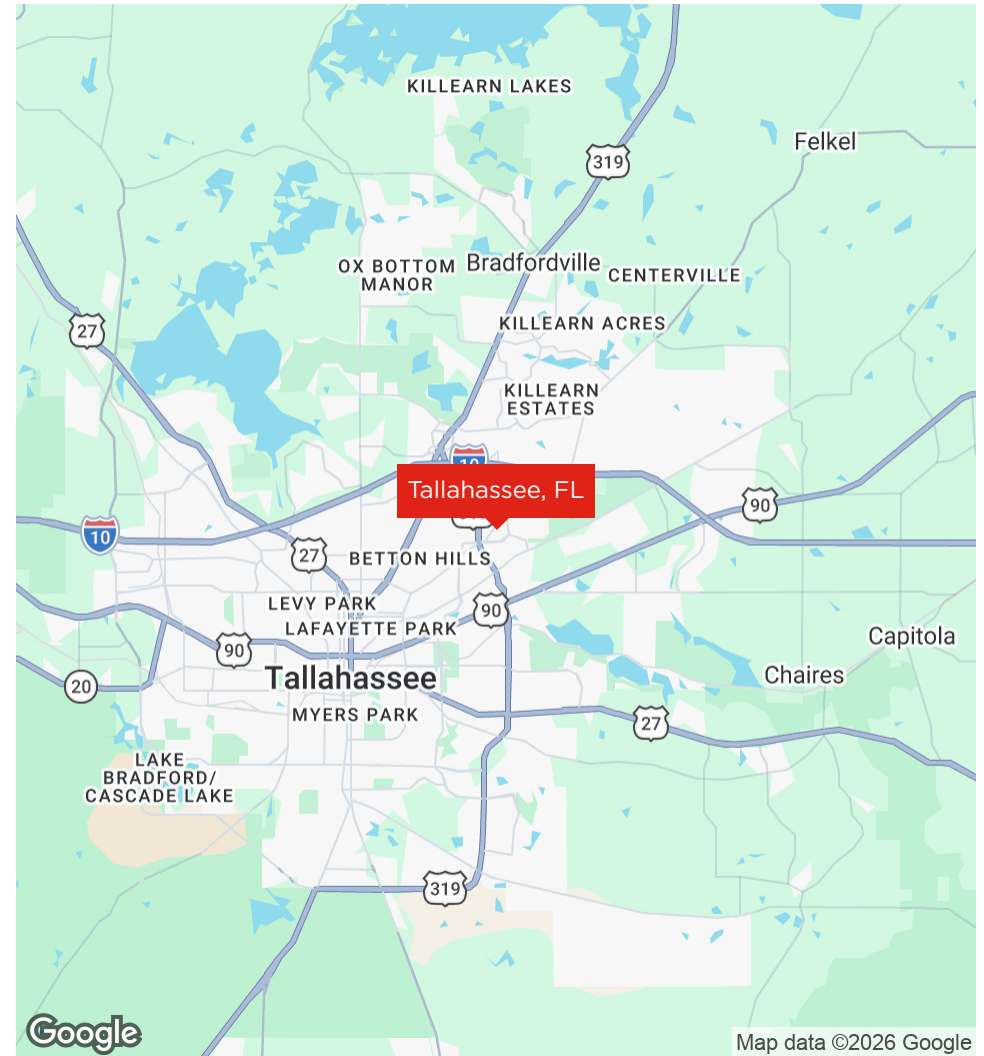 KILLEARN LAKES
Felkel
319
OX BOTTOM
MANOR
Bradfordville
CENTERVILLE
KILLEARN ACRES
27
KILLEARN
ESTATES
10
Tallahassee, FL
90
10
27
BETTON HILLS
LEVY PARK
90
LAFAYETTE PARK
Capitola
90
Tallahassee
Chaires
20
MYERS PARK
27
LAKE
BRADFORD/
CASCADE LAKE
319
Google
Map data ©2026 Google